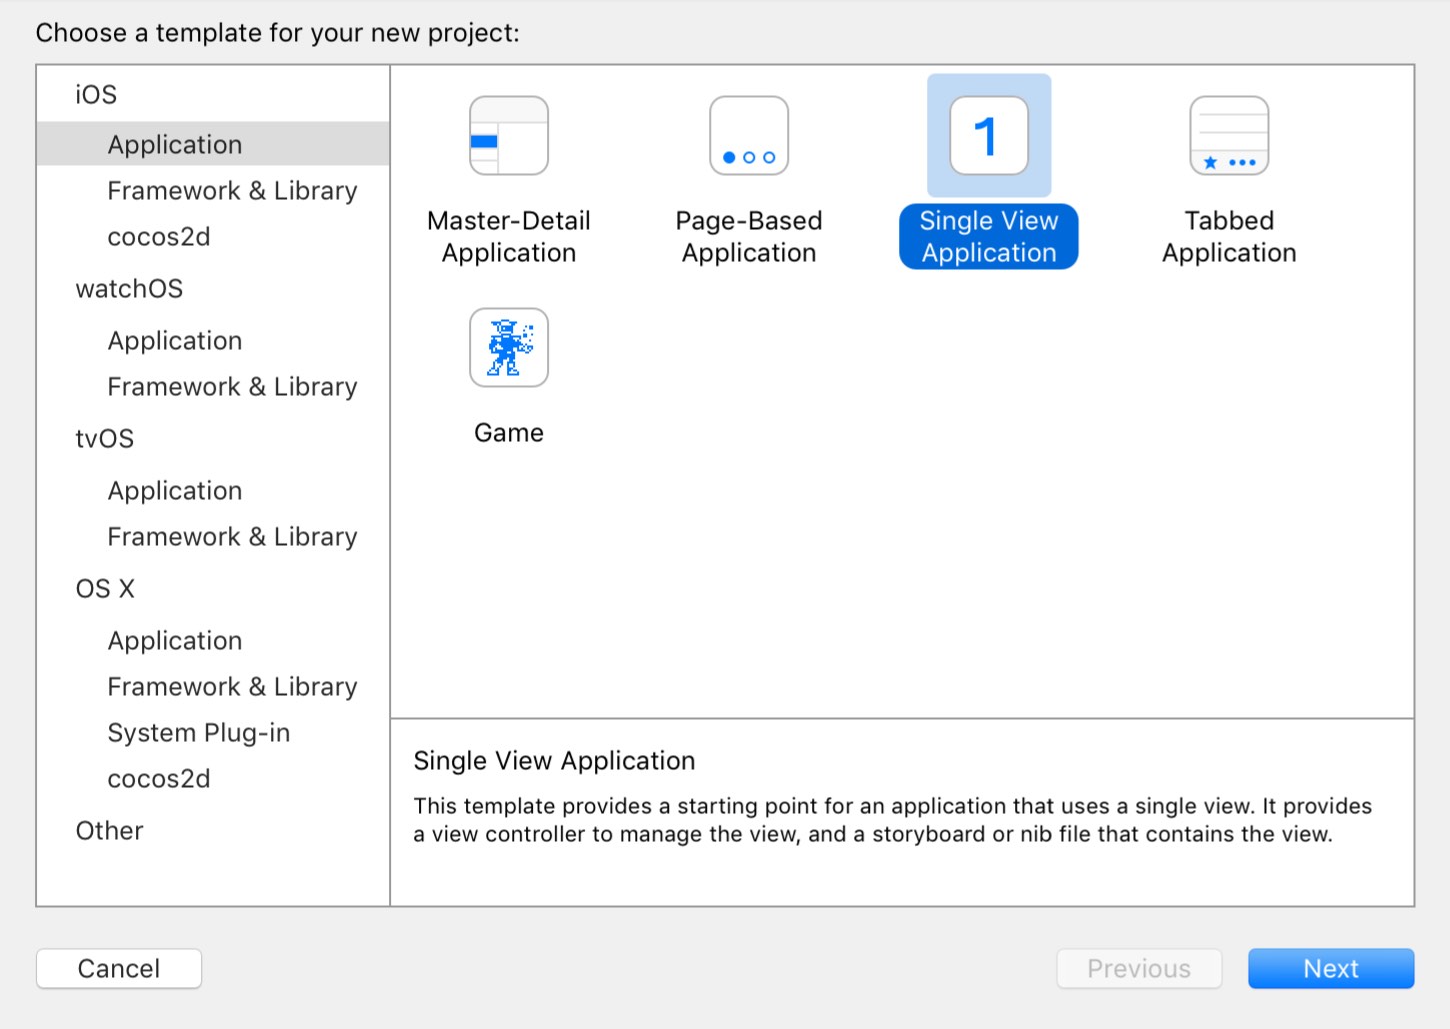 Choose a template for your new project:
iOS
Application
Framework & Library
cocos2d
watchOS
Application
Framework & Library
tvOS
Application
Framework & Library
OS X
Application
Framework & Library
System Plug-in
cocos2d
Other
Master-Detail
Application
Page-Based
Application
1
Single View
Application
Tabbed
Application
Game
Single View Application
This template provides a starting point for an application that uses a single view. It provides
a view controller to manage the view, and a storyboard or nib file that contains the view.
Cancel
Previous
Next